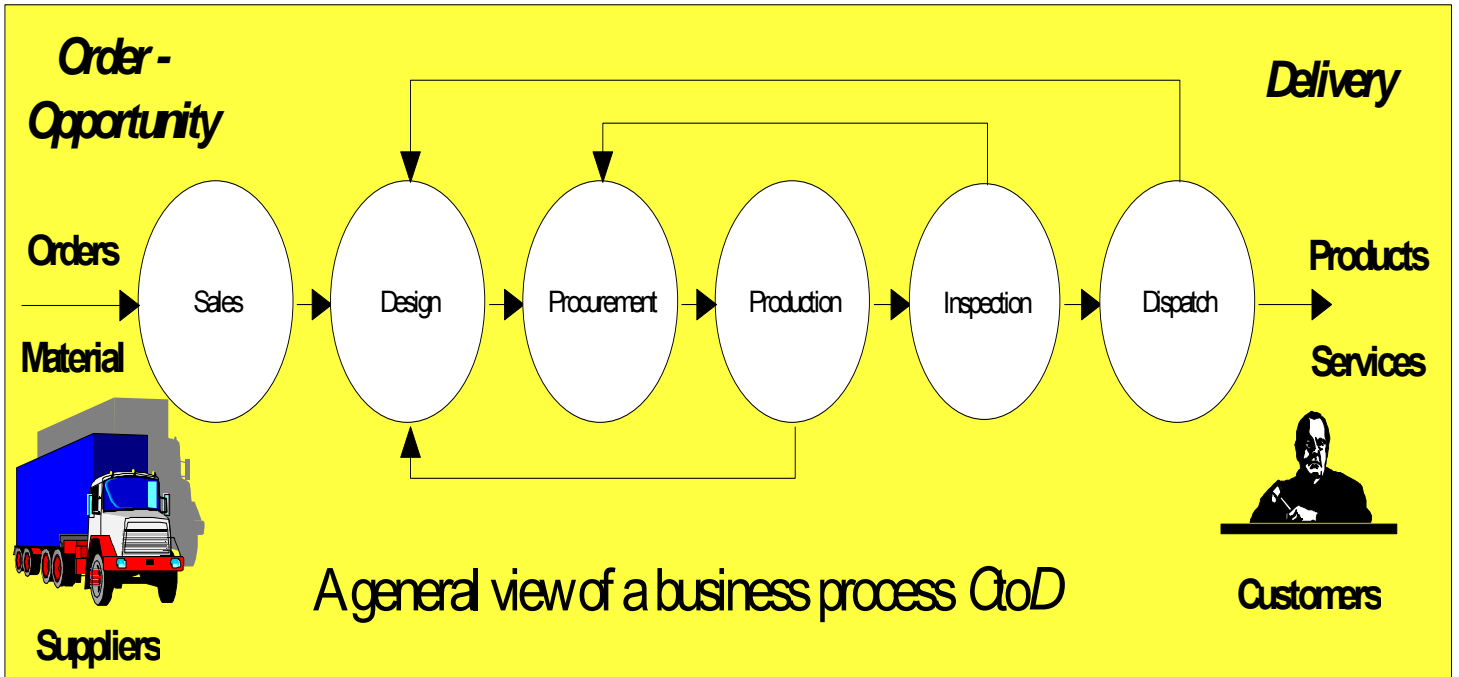 Order -
Opportunity
Delivery
Orders
Material
Sales
Design
Procurement
Production
Inspection
Dispatch
Products
Services
Suppliers
A general view of a business process OtoD
Customers